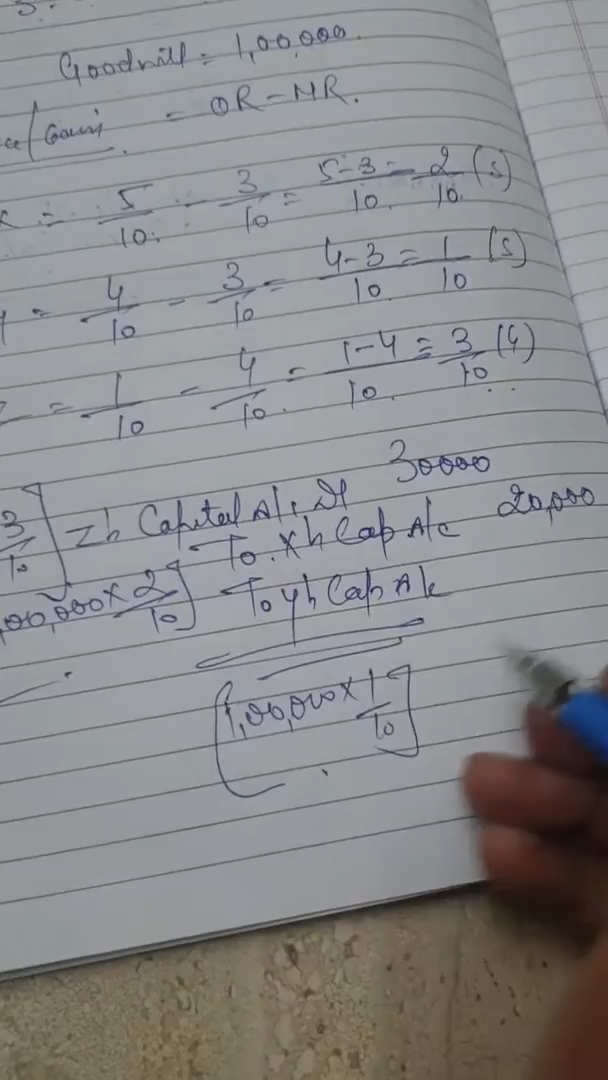 Goodwill = 1,00,000
/Gain = OR-NR.
= 5/10 - 3/10 = 5-3/10 = 2/10 (S)
= 4/10 - 3/10 = 4-3/10 = 1/10 (S)
= 1/10 - 4/10 = 1-4/10 = 3/10 (G)
3/10] Zh Capital A/c Dr 30000
To Xh Cap A/c 20,000
,00,000 x 2/10] To yh Cap A/c
[1,00,000 x 1/10]